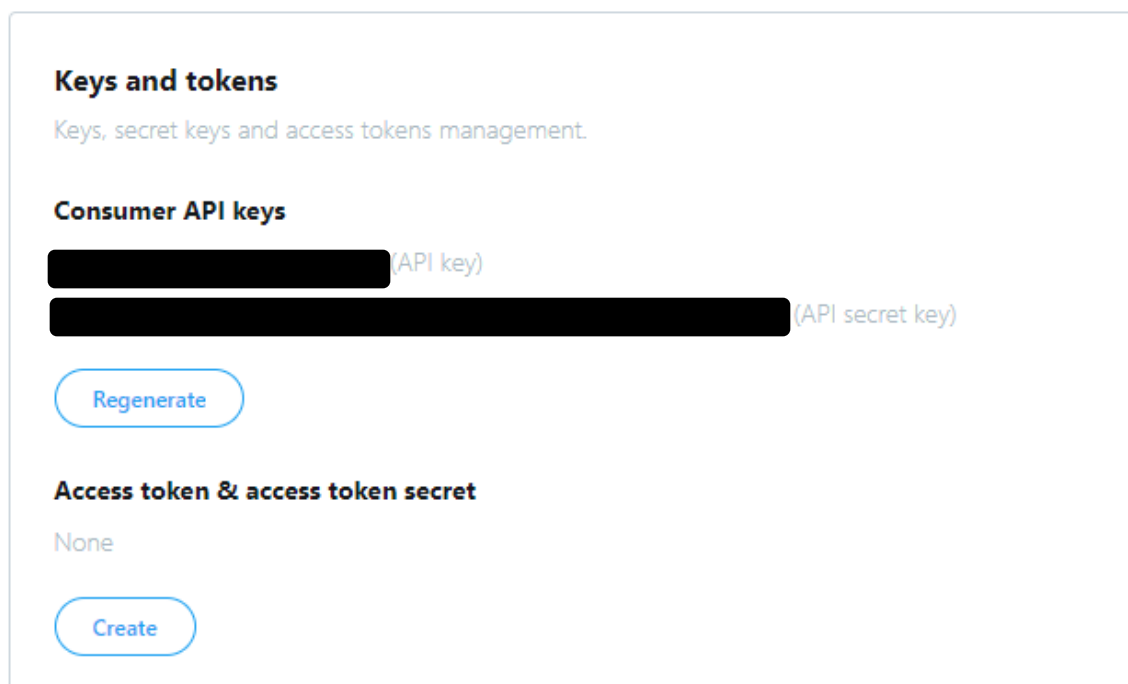 Keys and tokens
Keys, secret keys and access tokens management.
Consumer API keys
(API key)
(API secret key)
Regenerate
Access token & access token secret
None
Create